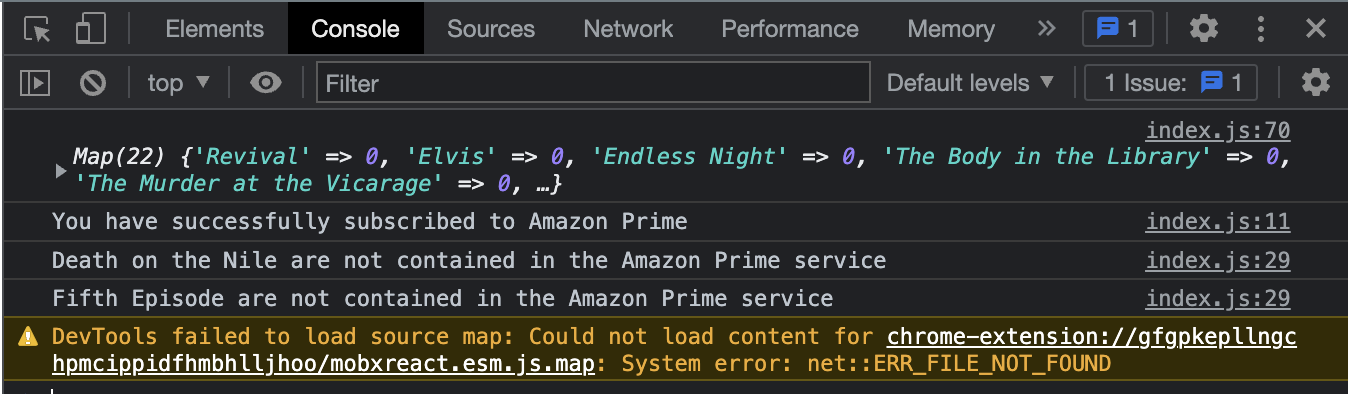 Elements Console Sources Network Performance Memory » 1
top ▼ Filter Default levels ▼ 1 Issue: 1
index.js:70
Map(22) {'Revival' => 0, 'Elvis' => 0, 'Endless Night' => 0, 'The Body in the Library' => 0,
'The Murder at the Vicarage' => 0, …}
You have successfully subscribed to Amazon Prime index.js:11
Death on the Nile are not contained in the Amazon Prime service index.js:29
Fifth Episode are not contained in the Amazon Prime service index.js:29
DevTools failed to load source map: Could not load content for chrome-extension://gfgpkepllngc
hpmcippidfhmbhlljhoo/mobxreact.esm.js.map: System error: net::ERR_FILE_NOT_FOUND